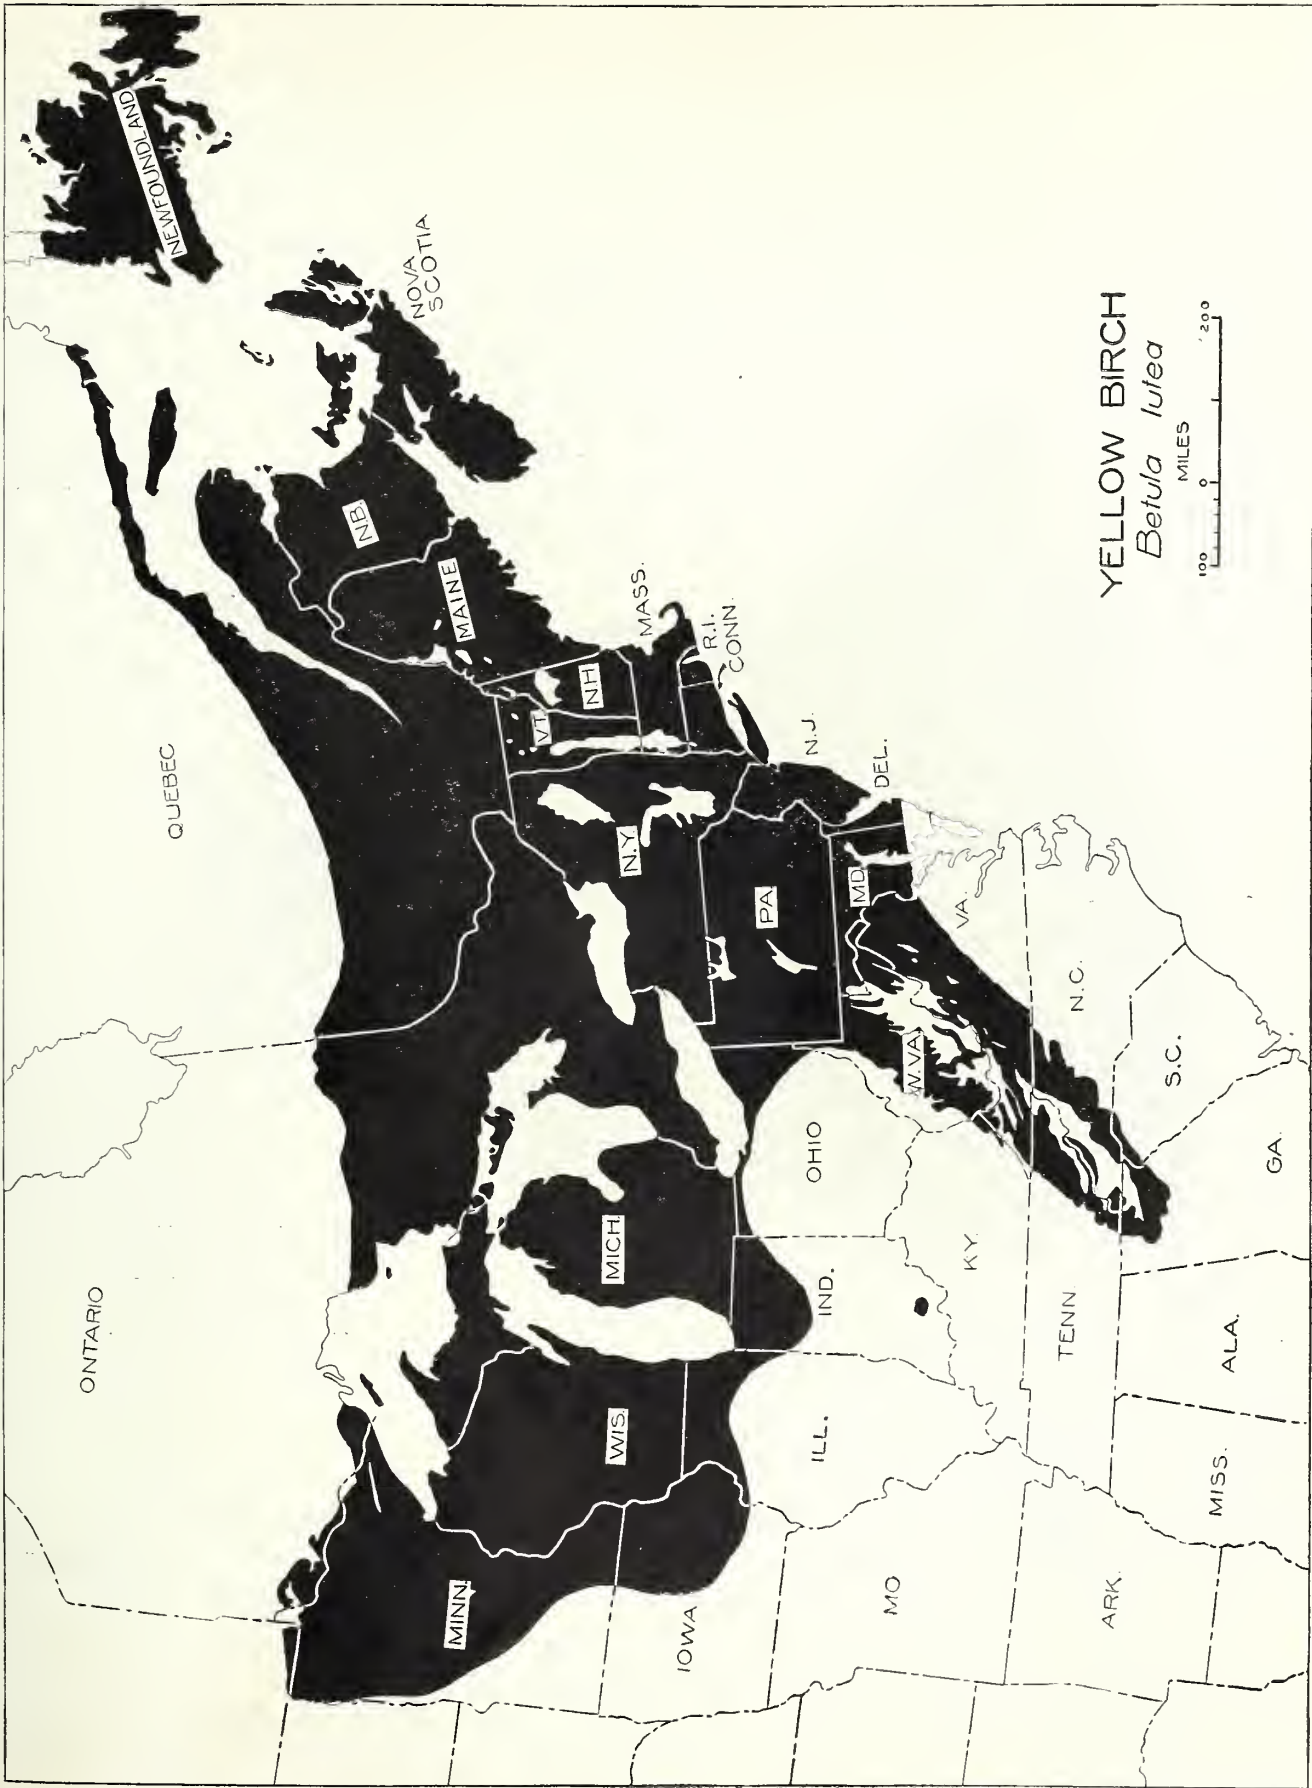 NEWFOUNDLAND
NOVA
SCOTIA
QUEBEC
N.B.
MAINE
ONTARIO
VT.
N.H.
MASS.
R.I.
CONN.
N.Y.
N.J.
DEL.
PA.
MD.
MICH.
WIS.
MINN.
OHIO
W.VA.
VA.
IND.
ILL.
IOWA
KY.
N.C.
TENN.
S.C.
MO
ARK.
GA.
ALA.
MISS.
YELLOW BIRCH
Betula lutea
MILES
100 0 200